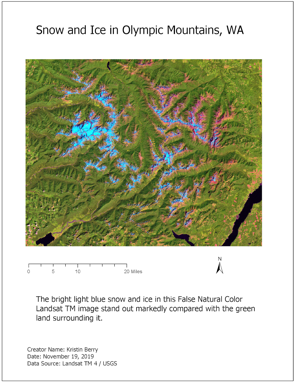 Snow and Ice in Olympic Mountains, WA
N
0 5 10 20 Miles
The bright light blue snow and ice in this False Natural Color
Landsat TM image stand out markedly compared with the green
land surrounding it.
Creator Name: Kristin Berry
Date: November 19, 2019
Data Source: Landsat TM 4 / USGS